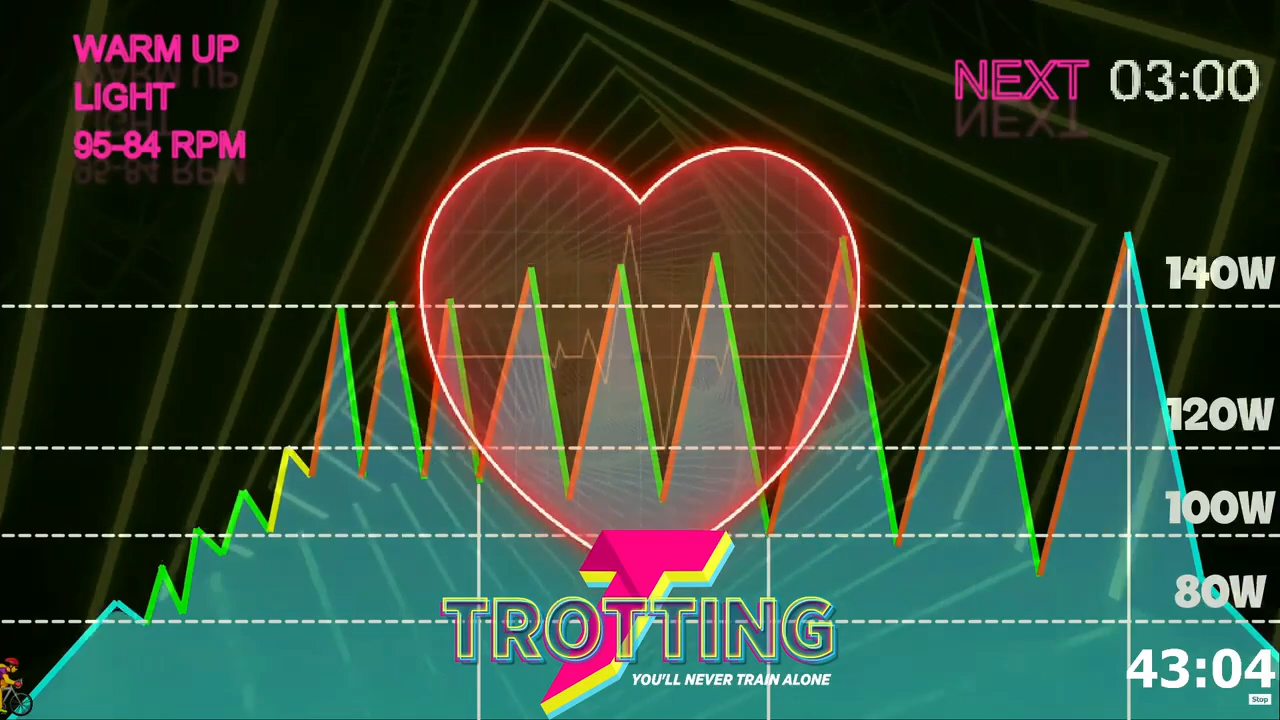 WARM UP
LIGHT
95-84 RPM
NEXT 03:00
140W
120W
100W
80W
TROTTING
YOU'LL NEVER TRAIN ALONE
43:04
Stop